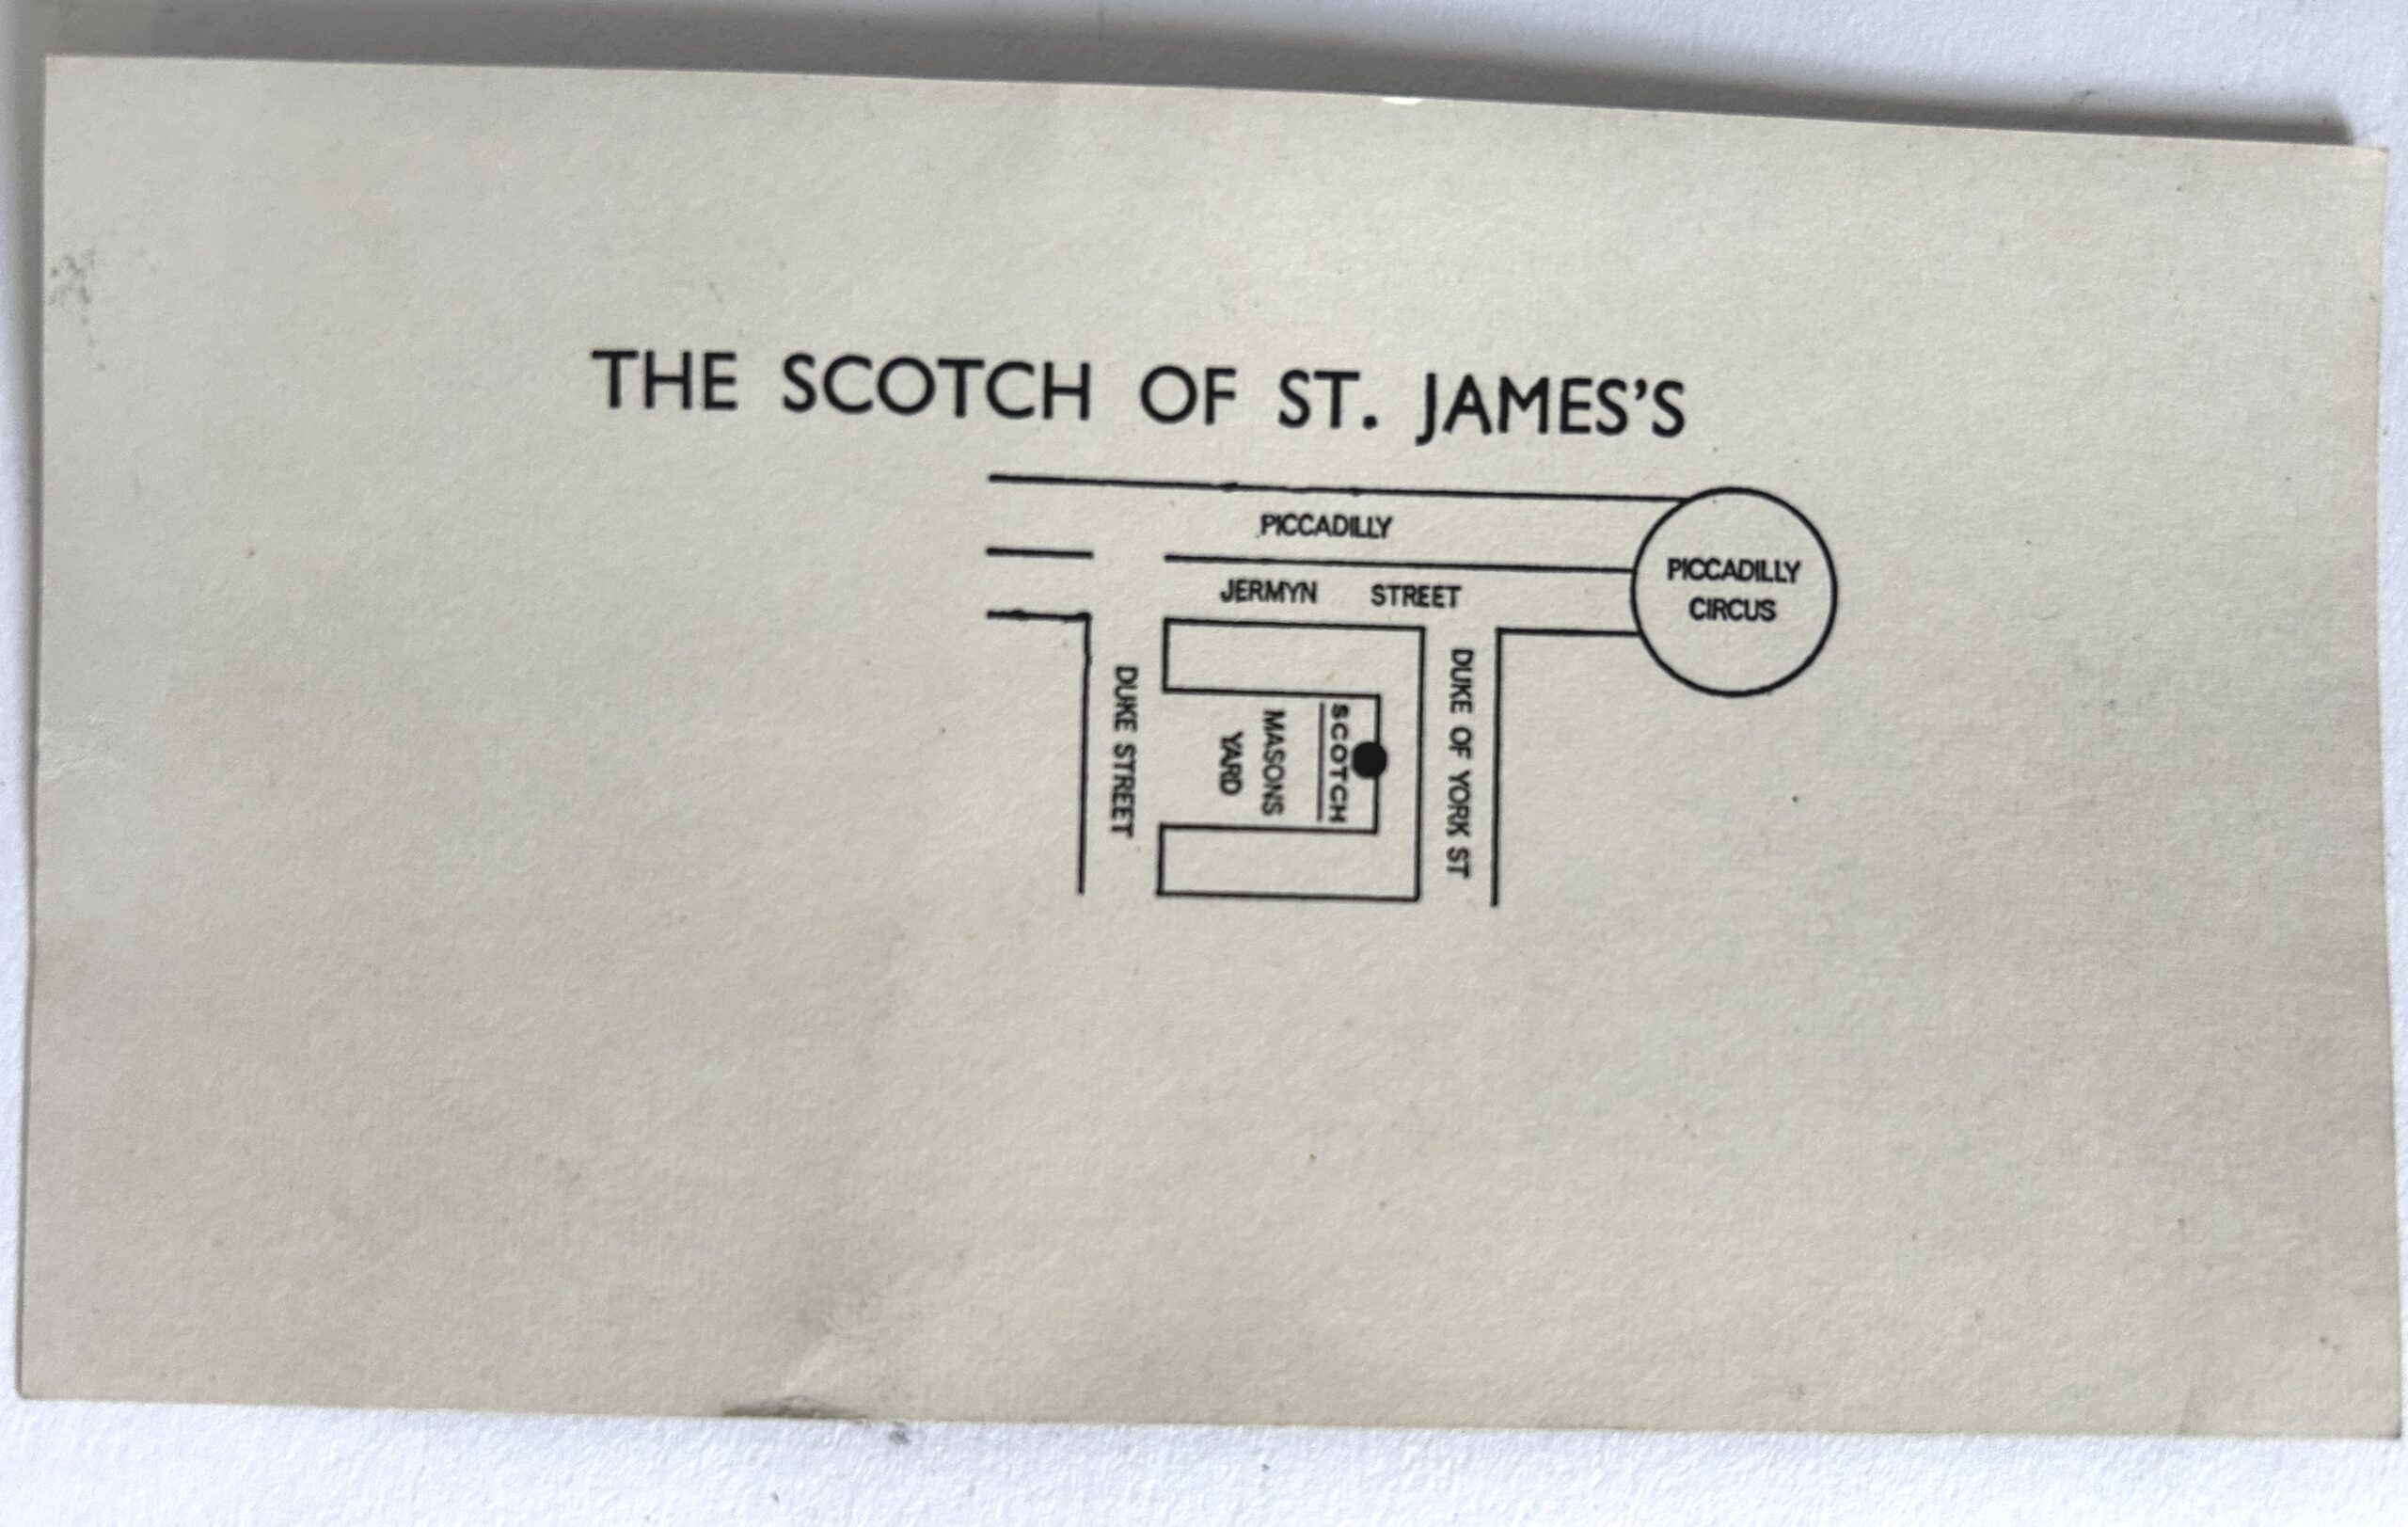 THE SCOTCH OF ST. JAMES'S
PICCADILLY
JERMYN STREET
PICCADILLY
CIRCUS
DUKE STREET
MASONS
YARD
SCOTCH
DUKE OF YORK ST